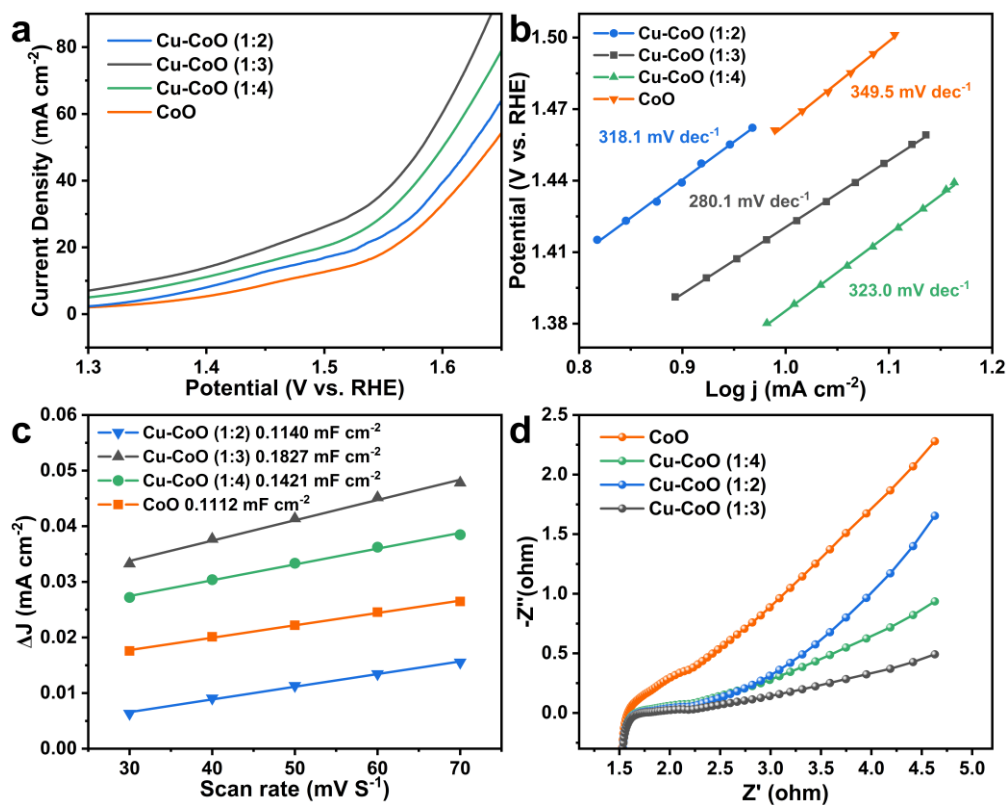 a
Cu-CoO (1:2)
Cu-CoO (1:3)
Cu-CoO (1:4)
CoO
Current Density (mA cm⁻²)
80
60
40
20
0
1.3 1.4 1.5 1.6
Potential (V vs. RHE)
b
Cu-CoO (1:2)
Cu-CoO (1:3)
Cu-CoO (1:4)
CoO
349.5 mV dec⁻¹
318.1 mV dec⁻¹
280.1 mV dec⁻¹
323.0 mV dec⁻¹
Potential (V vs. RHE)
1.50
1.47
1.44
1.41
1.38
0.8 0.9 1.0 1.1 1.2
Log j (mA cm⁻²)
c
Cu-CoO (1:2) 0.1140 mF cm⁻²
Cu-CoO (1:3) 0.1827 mF cm⁻²
Cu-CoO (1:4) 0.1421 mF cm⁻²
CoO 0.1112 mF cm⁻²
ΔJ (mA cm⁻²)
0.06
0.05
0.04
0.03
0.02
0.01
0.00
30 40 50 60 70
Scan rate (mV S⁻¹)
d
CoO
Cu-CoO (1:4)
Cu-CoO (1:2)
Cu-CoO (1:3)
-Z''(ohm)
2.5
2.0
1.5
1.0
0.5
0.0
1.0 1.5 2.0 2.5 3.0 3.5 4.0 4.5 5.0
Z' (ohm)